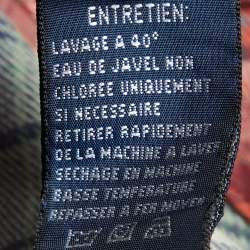 ENTRETIEN:
LAVAGE A 40°
EAU DE JAVEL NON
CHLOREE UNIQUEMENT
SI NECESSAIRE
RETIRER RAPIDEMENT
DE LA MACHINE A LAVER
SECHAGE EN MACHINE
BASSE TEMPERATURE
REPASSER A FER MOYEN